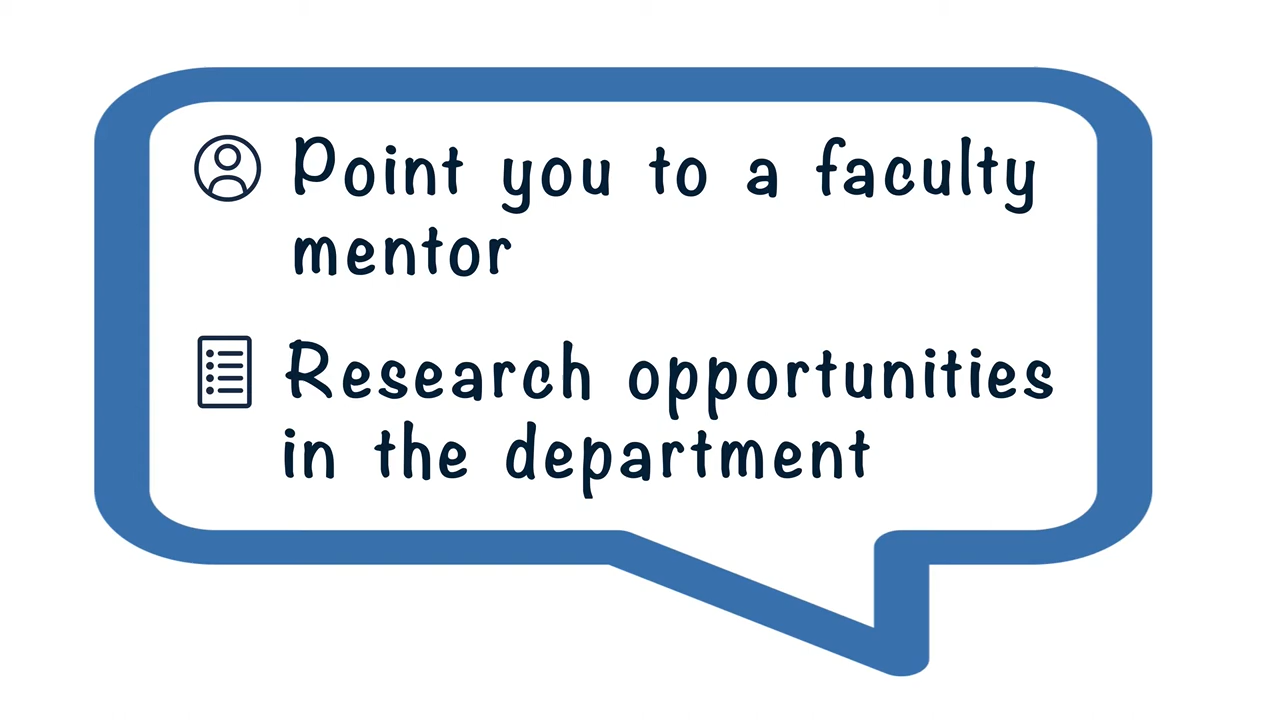 Point you to a faculty
mentor
Research opportunities
in the department